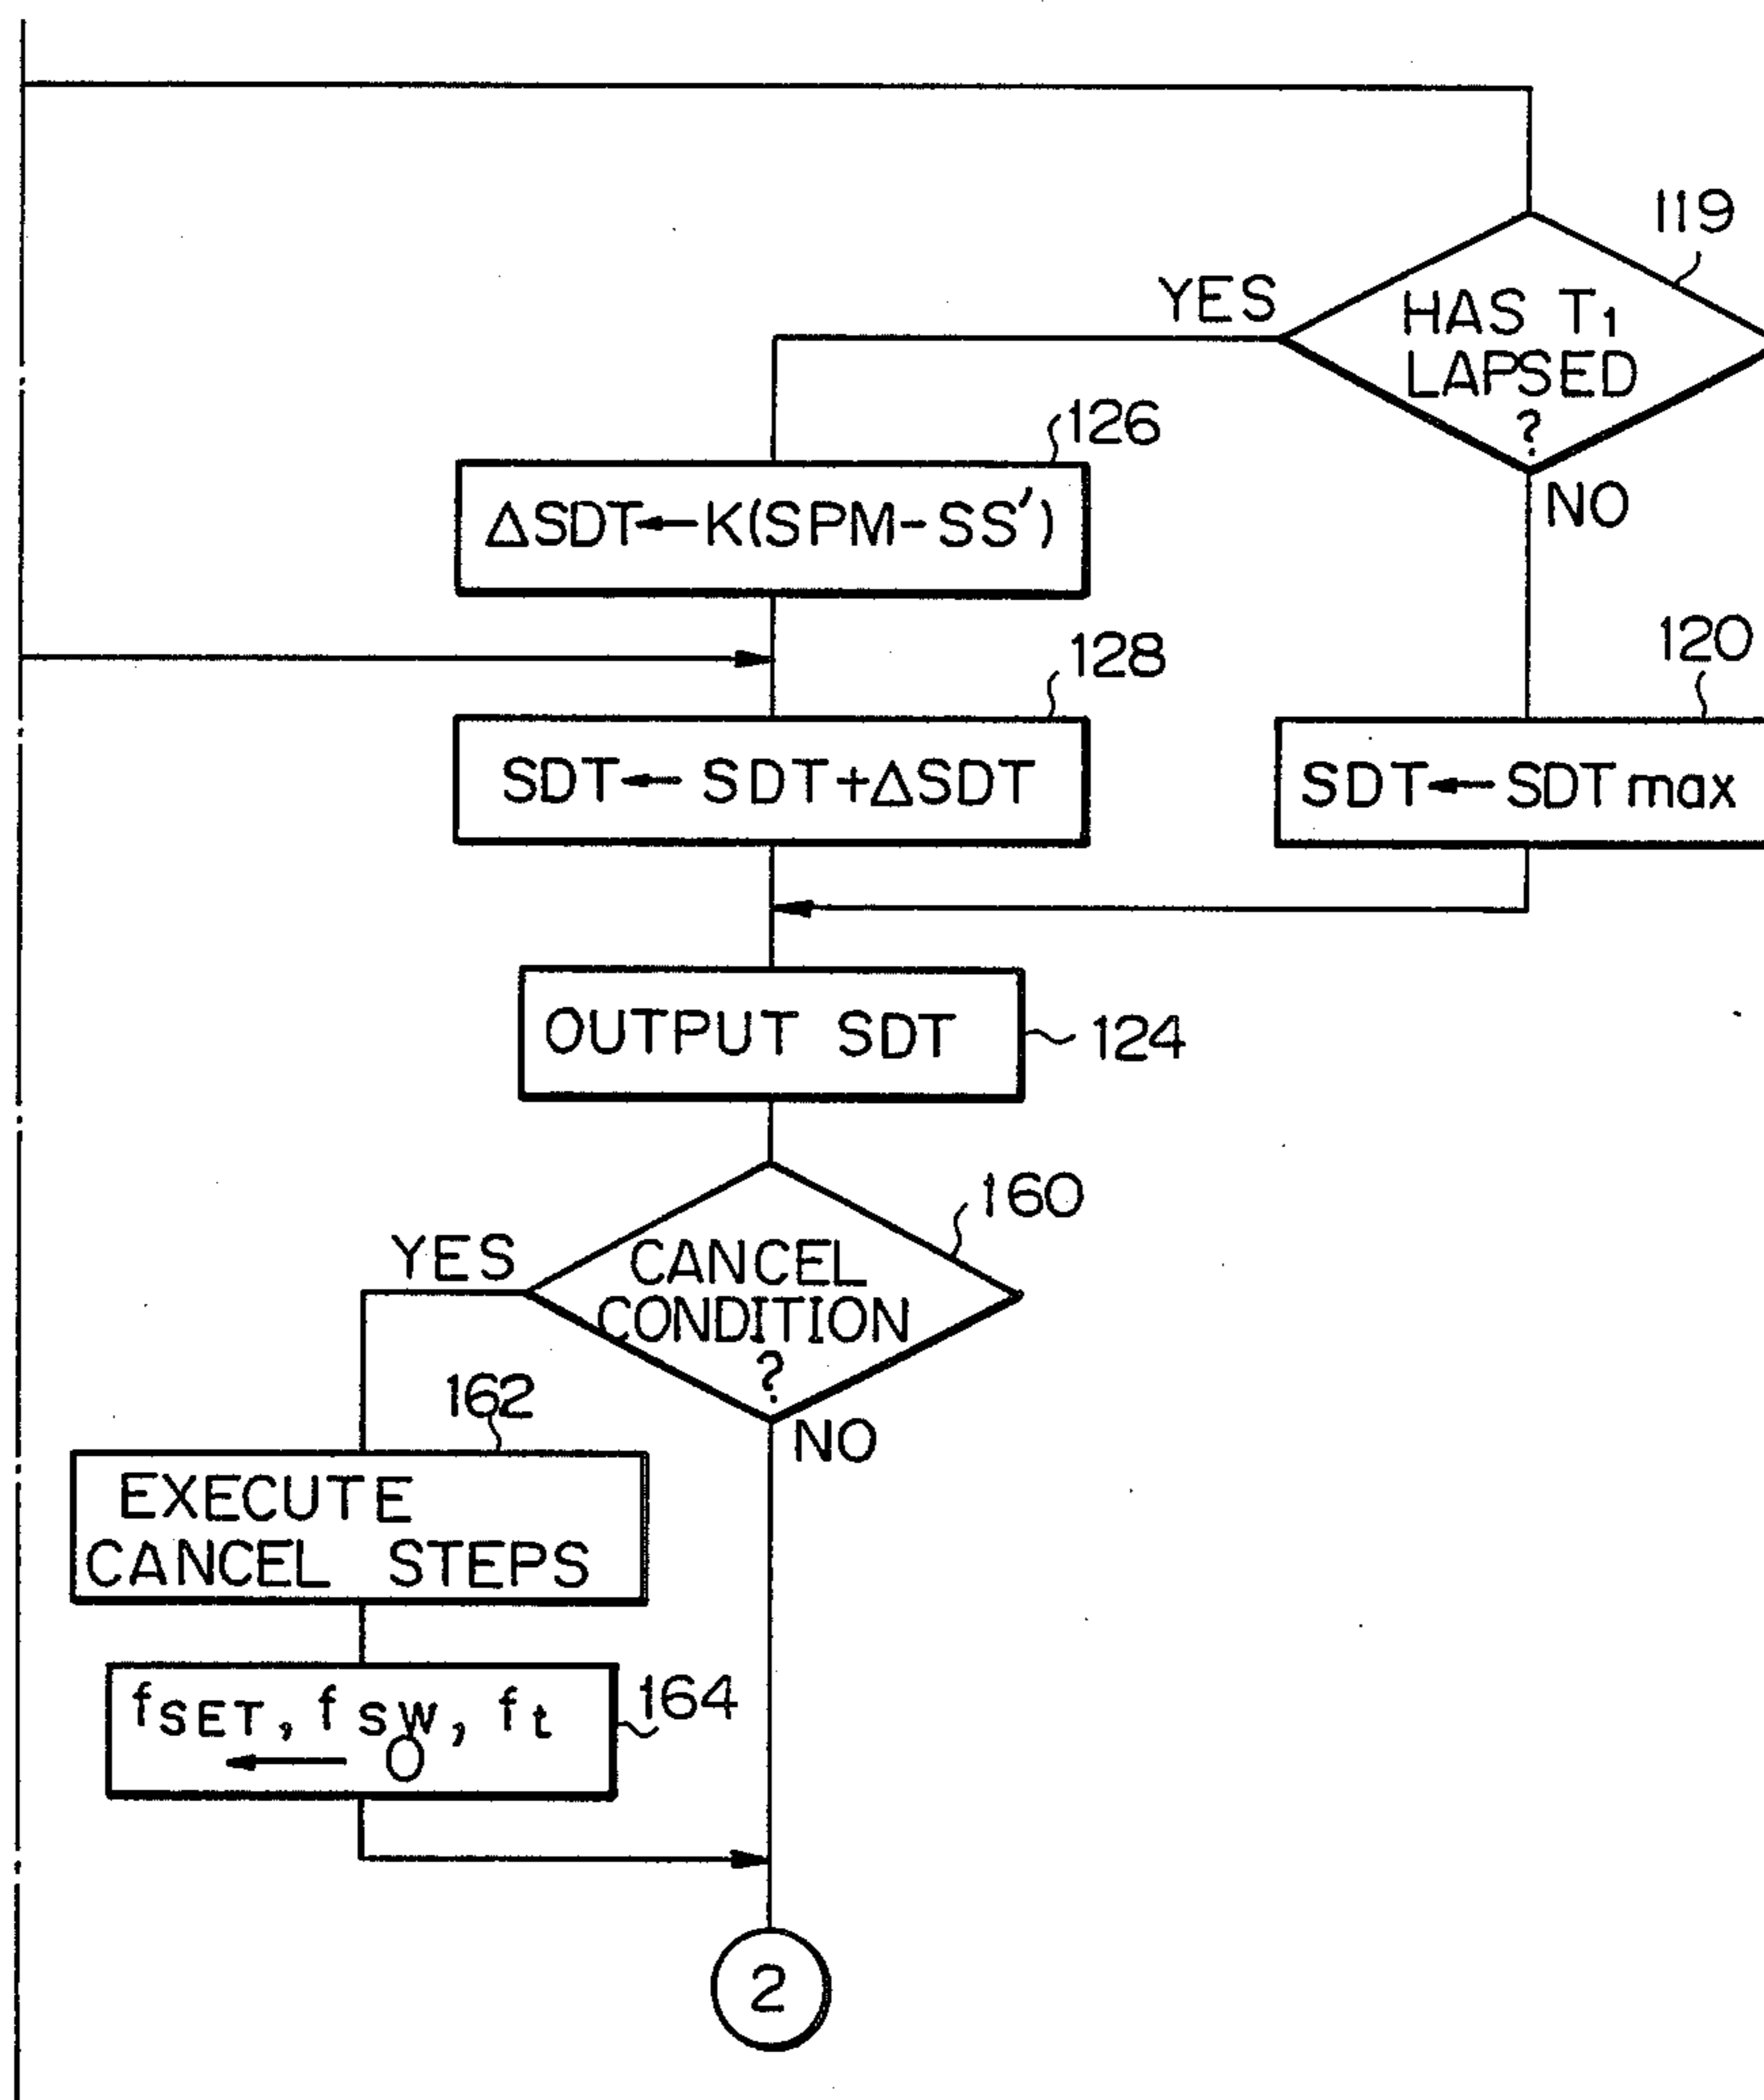 119
YES
HAS T1
LAPSED
?
NO
126
ΔSDT←K(SPM-SS')
128
SDT← SDT+ΔSDT
120
SDT←SDTmax
OUTPUT SDT
124
160
YES
CANCEL
CONDITION
?
NO
162
EXECUTE
CANCEL STEPS
fSET, fSW, ft
← 0
164
2